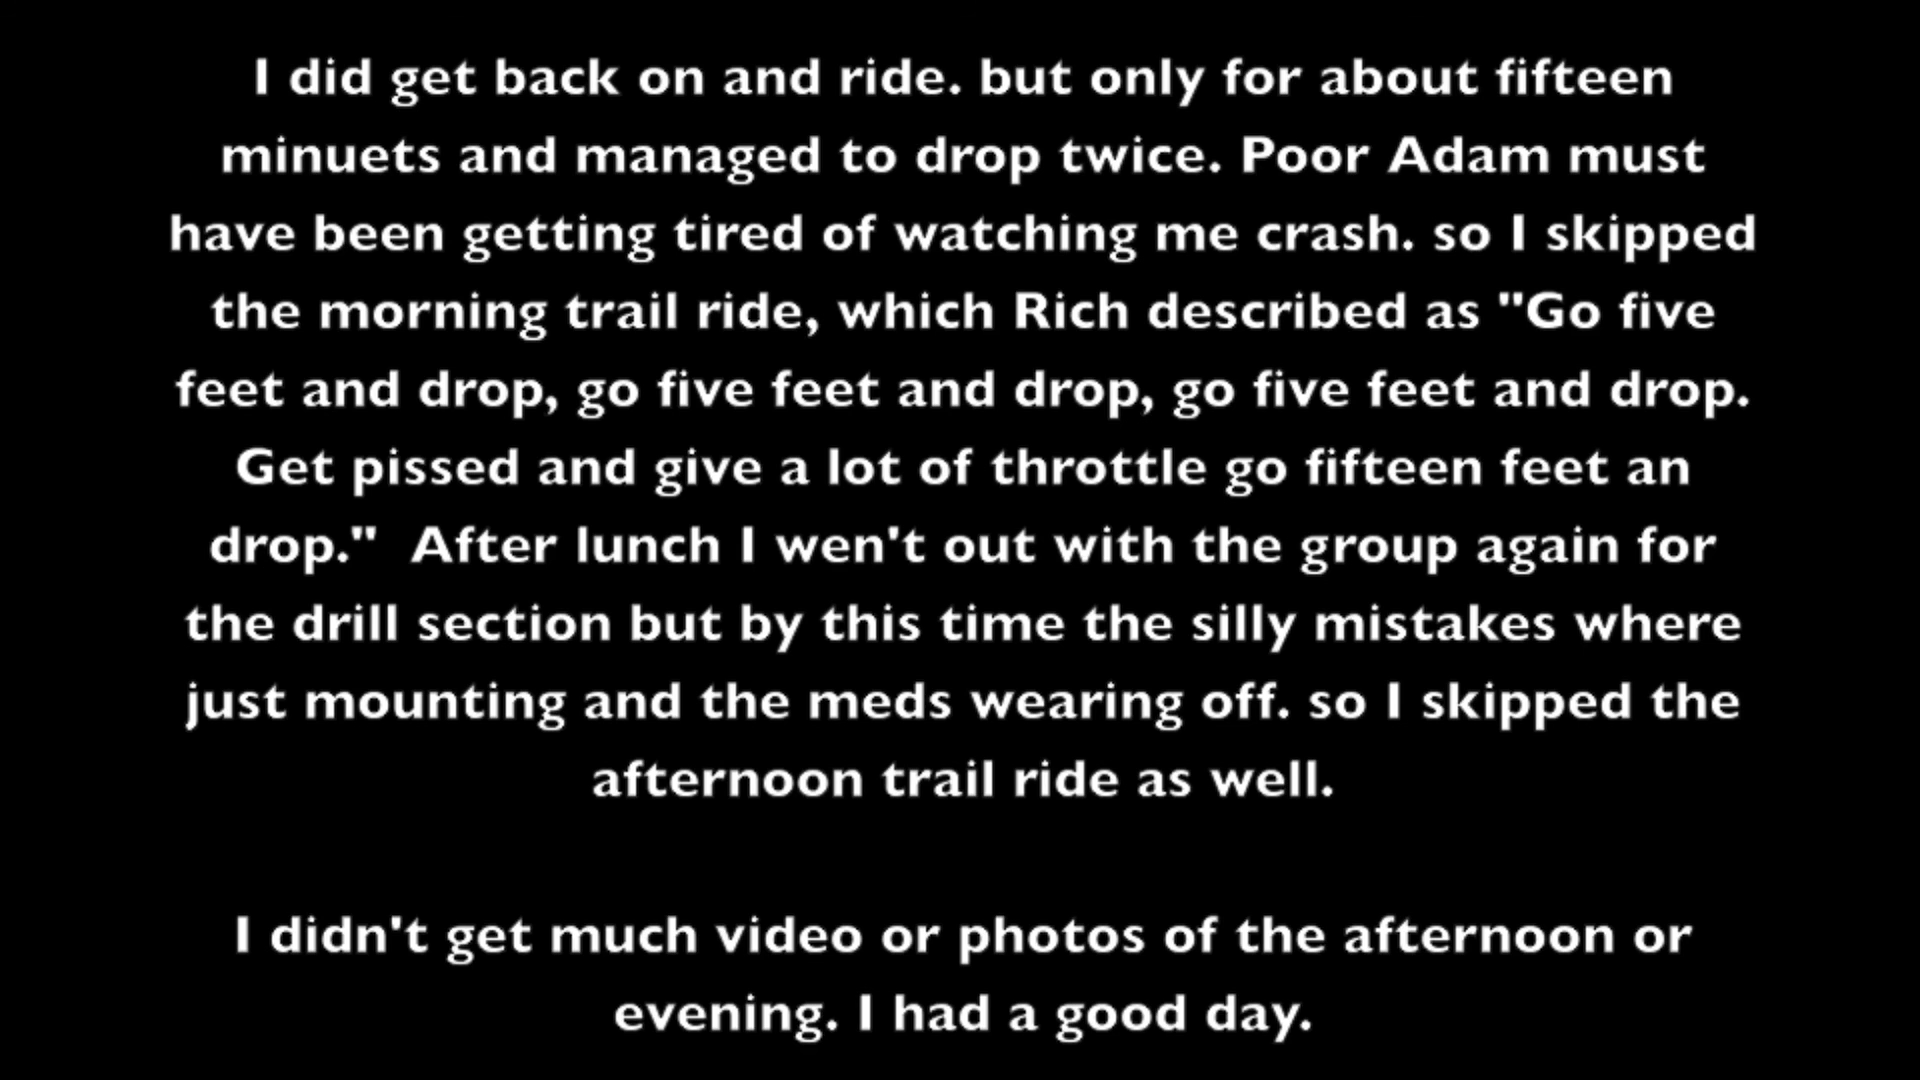 I did get back on and ride. but only for about fifteen
minuets and managed to drop twice. Poor Adam must
have been getting tired of watching me crash. so I skipped
the morning trail ride, which Rich described as "Go five
feet and drop, go five feet and drop, go five feet and drop.
Get pissed and give a lot of throttle go fifteen feet an
drop."  After lunch I wen't out with the group again for
the drill section but by this time the silly mistakes where
just mounting and the meds wearing off. so I skipped the
afternoon trail ride as well.
I didn't get much video or photos of the afternoon or
evening. I had a good day.